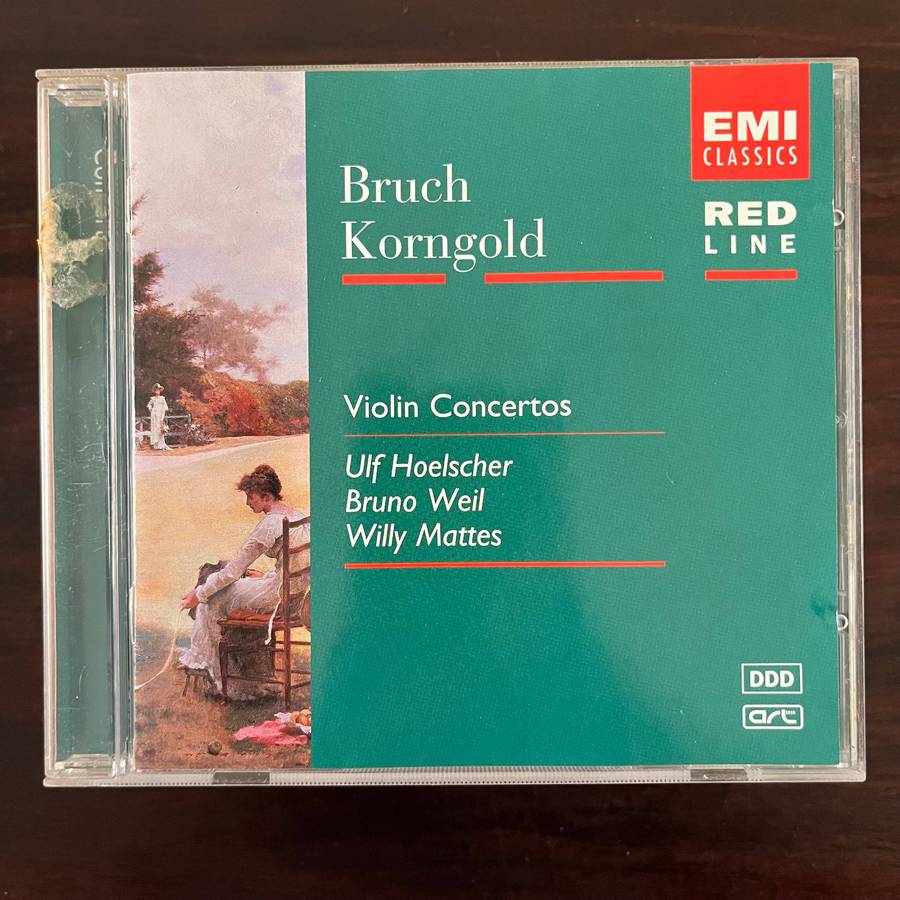 Bruch
Korngold
EMI
CLASSICS
RED
LINE
Violin Concertos
Ulf Hoelscher
Bruno Weil
Willy Mattes
DDD
art